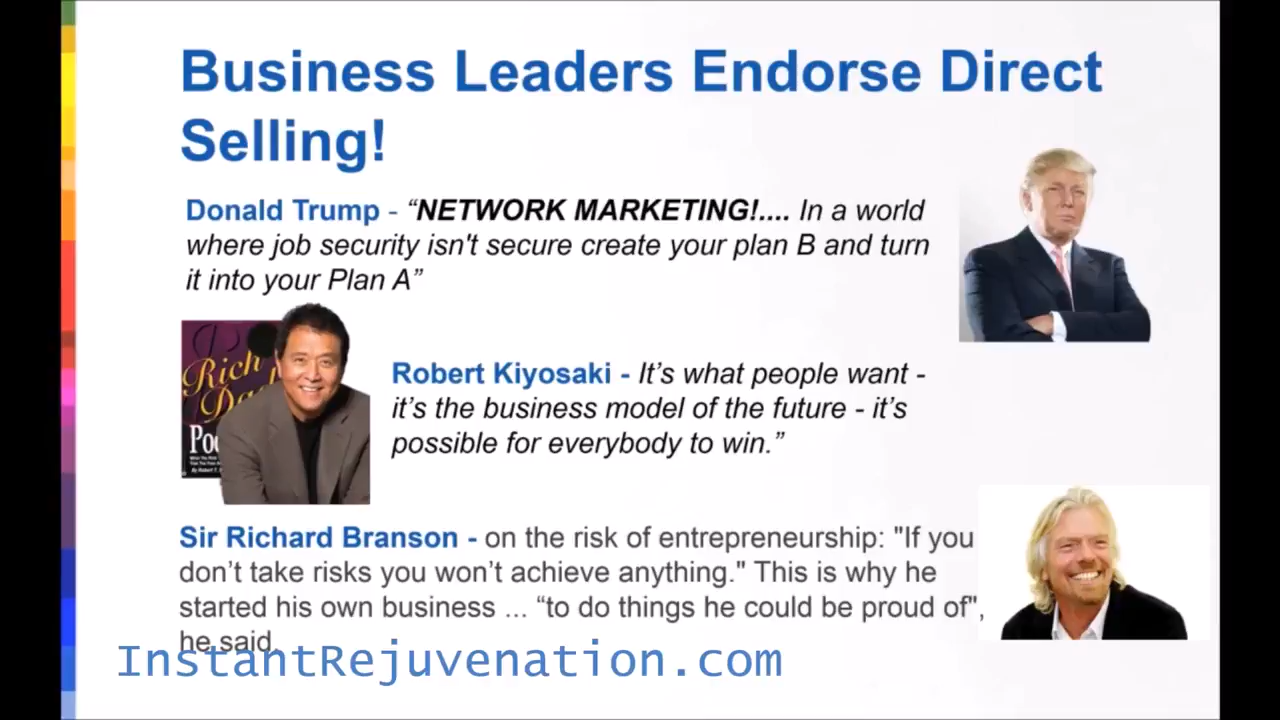 Business Leaders Endorse Direct
Selling!
Donald Trump - “NETWORK MARKETING!.... In a world
where job security isn't secure create your plan B and turn
it into your Plan A”
Rich
Robert Kiyosaki - It’s what people want -
it’s the business model of the future - it’s
possible for everybody to win.”
Sir Richard Branson - on the risk of entrepreneurship: "If you
don’t take risks you won’t achieve anything." This is why he
started his own business ... “to do things he could be proud of",
he said.
InstantRejuvenation.com